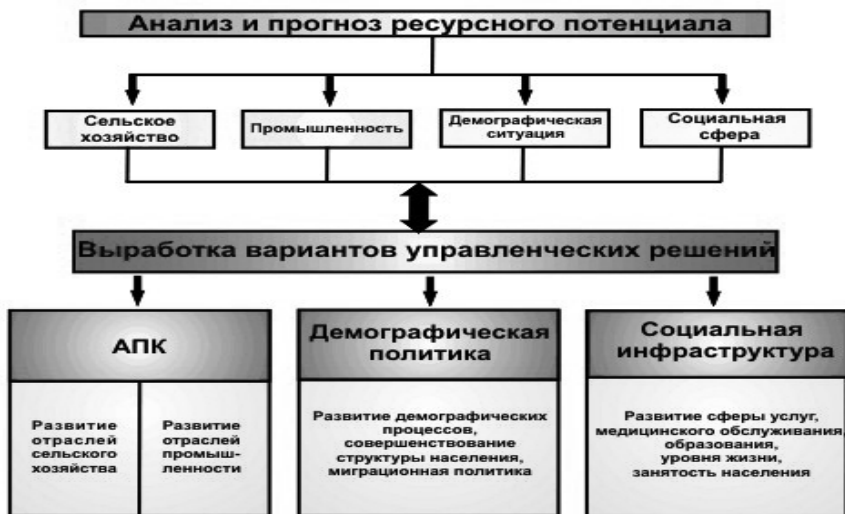 Анализ и прогноз ресурсного потенциала
Сельское
хозяйство
Промышленность
Демографическая
ситуация
Социальная
сфера
Выработка вариантов управленческих решений
АПК
Развитие
отраслей
сельского
хозяйства
Развитие
отраслей
промыш-
ленности
Демографическая
политика
Развитие демографических
процессов,
совершенствование
структуры населения,
миграционная политика
Социальная
инфраструктура
Развитие сферы услуг,
медицинского обслуживания,
образования,
уровня жизни,
занятость населения